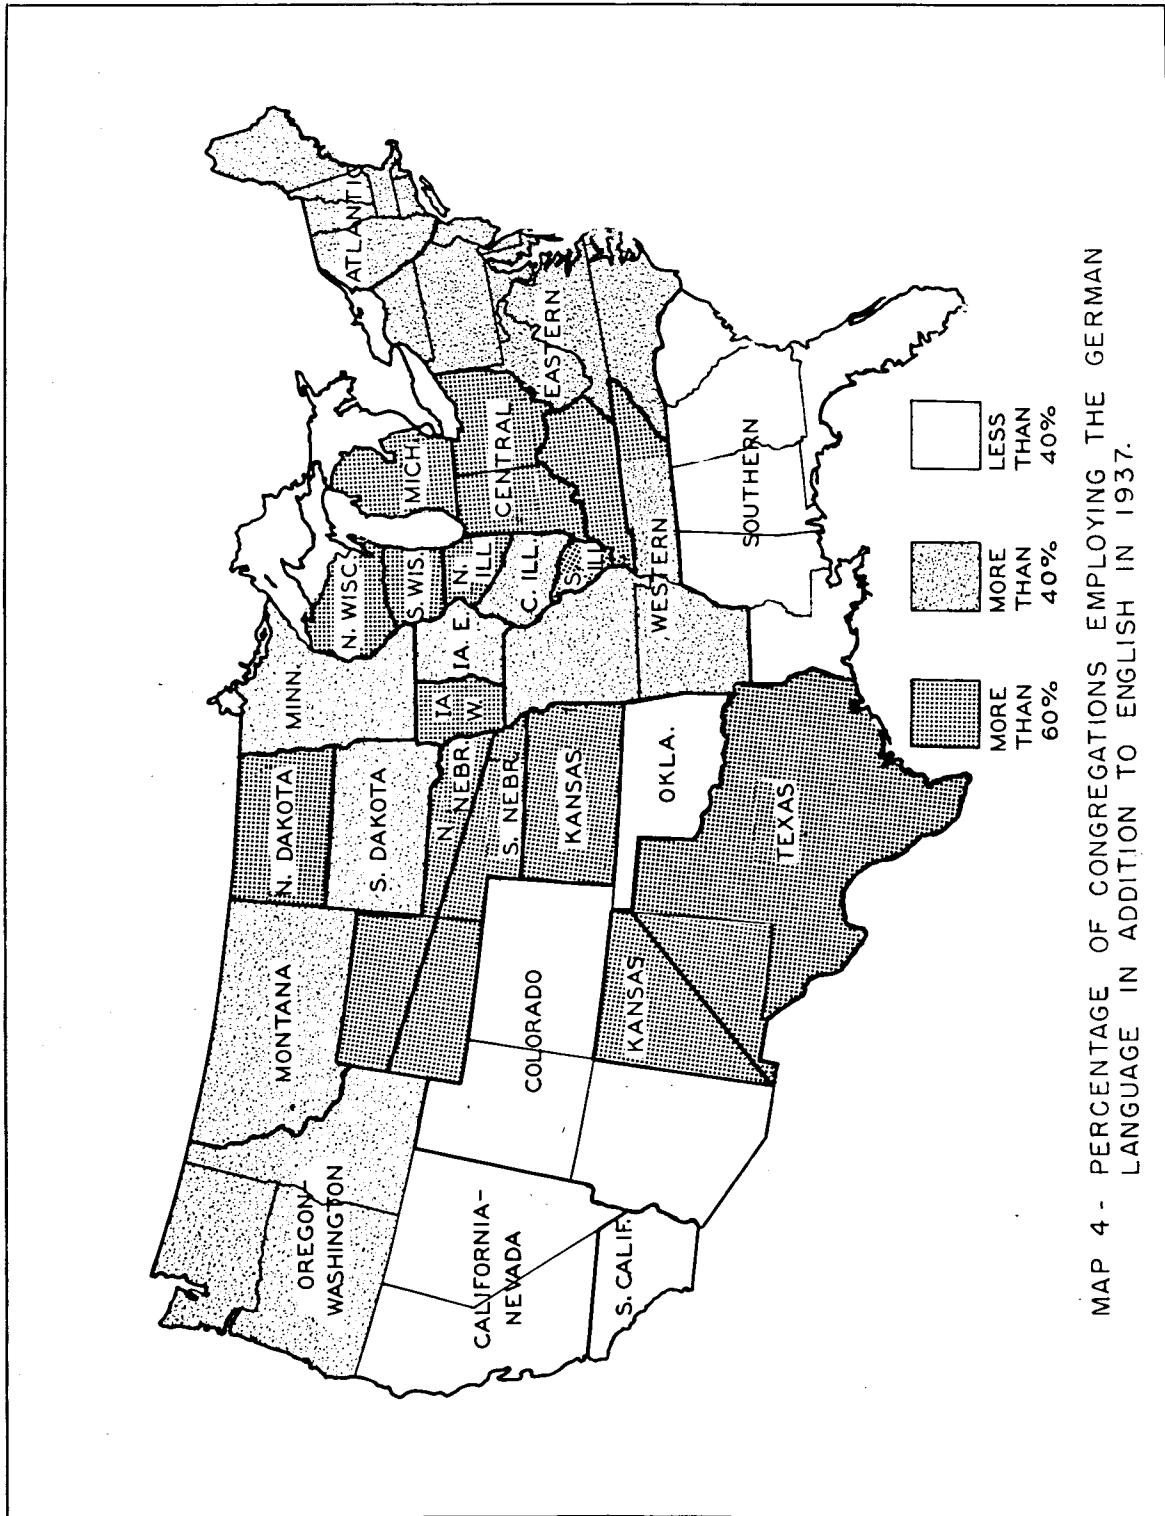 ATLANTIC
MINN.
N. WISC.
MICH.
N. DAKOTA
MONTANA
S. DAKOTA
S. WIS.
CENTRAL
EASTERN
IA.
W.
IA. E.
N.
ILL.
C. ILL.
S.
ILL.
N.
NEBR.
S. NEBR.
OREGON-
WASHINGTON
KANSAS
WESTERN
COLORADO
CALIFORNIA-
NEVADA
OKLA.
SOUTHERN
KANSAS
S. CALIF.
TEXAS
MORE
THAN
60%
MORE
THAN
40%
LESS
THAN
40%
MAP 4 - PERCENTAGE OF CONGREGATIONS EMPLOYING THE GERMAN
LANGUAGE IN ADDITION TO ENGLISH IN 1937.